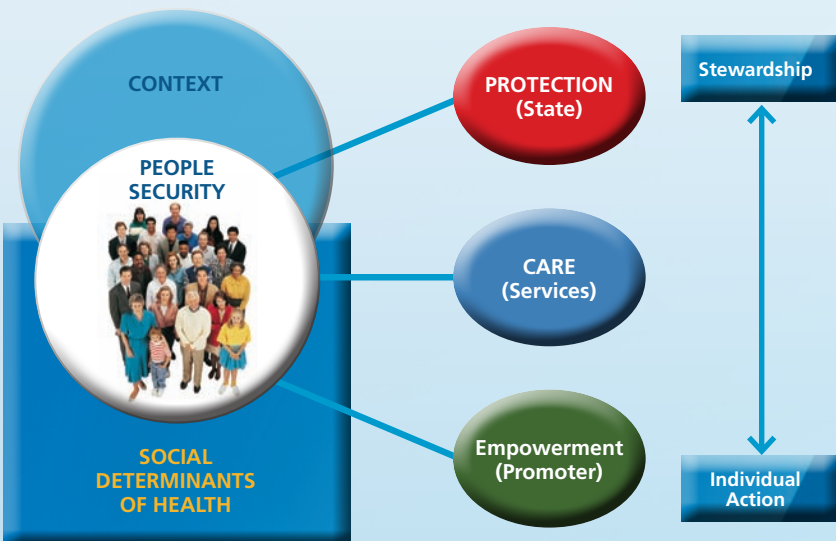 CONTEXT
PEOPLE
SECURITY
SOCIAL
DETERMINANTS
OF HEALTH
PROTECTION
(State)
CARE
(Services)
Empowerment
(Promoter)
Stewardship
Individual
Action